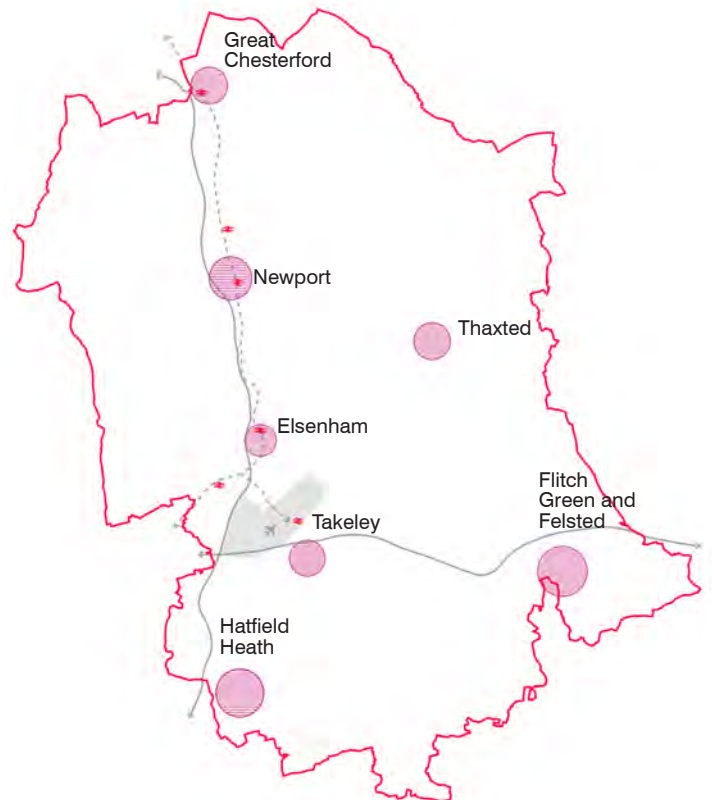 Great
Chesterford
Newport
Thaxted
Elsenham
Flitch
Green and
Felsted
Takeley
Hatfield
Heath